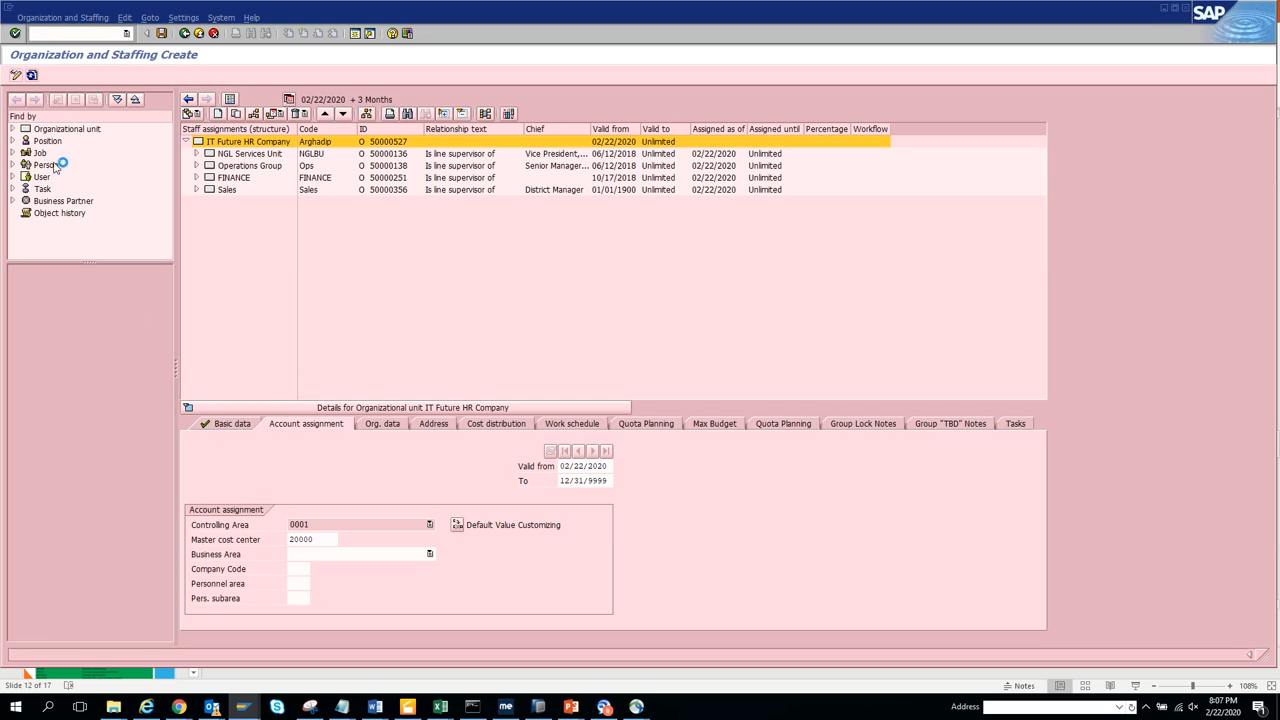 Organization and Staffing Edit Goto Settings System Help
SAP
Organization and Staffing Create
Find by
Organizational unit
Position
Job
Perso
User
Task
Business Partner
Object history
02/22/2020 + 3 Months
Staff assignments (structure) Code ID Relationship text Chief Valid from Valid to Assigned as of Assigned until Percentage Workflow
IT Future HR Company Arghadip O 50000527 02/22/2020 Unlimited
NGL Services Unit NGLBU O 50000136 Is line supervisor of Vice President,... 06/12/2018 Unlimited 02/22/2020 Unlimited
Operations Group Ops O 50000138 Is line supervisor of Senior Manager... 06/12/2018 Unlimited 02/22/2020 Unlimited
FINANCE FINANCE O 50000251 Is line supervisor of 10/17/2018 Unlimited 02/22/2020 Unlimited
Sales Sales O 50000356 Is line supervisor of District Manager 01/01/1900 Unlimited 02/22/2020 Unlimited
Details for Organizational unit IT Future HR Company
Basic data Account assignment Org. data Address Cost distribution Work schedule Quota Planning Max Budget Quota Planning Group Lock Notes Group "TBD" Notes Tasks
Valid from 02/22/2020
To 12/31/9999
Account assignment
Controlling Area 0001 Default Value Customizing
Master cost center 20000
Business Area
Company Code
Personnel area
Pers. subarea
Slide 12 of 17 Notes 108%
Address 8:07 PM
2/22/2020